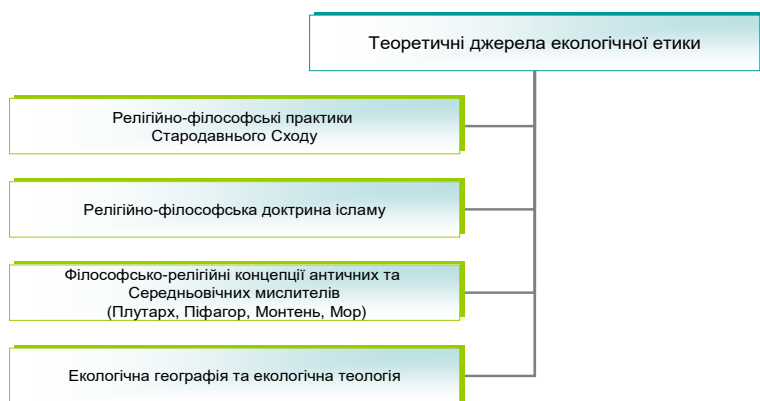 Теоретичні джерела екологічної етики
Релігійно-філософські практики
Стародавнього Сходу
Релігійно-філософська доктрина ісламу
Філософсько-релігійні концепції античних та
Середньовічних мислителів
(Плутарх, Піфагор, Монтень, Мор)
Екологічна географія та екологічна теологія